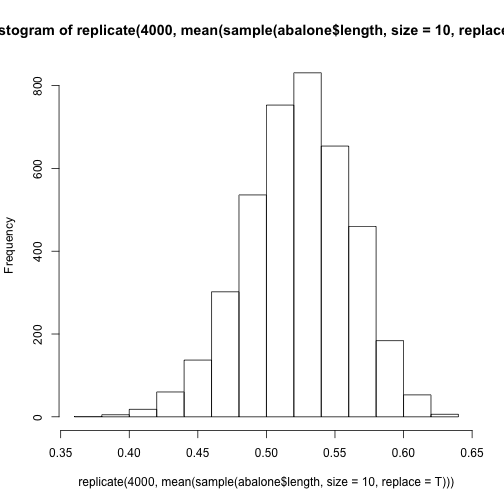 stogram of replicate(4000, mean(sample(abalone$length, size = 10, replace
Frequency
800
600
400
200
0
0.35 0.40 0.45 0.50 0.55 0.60 0.65
replicate(4000, mean(sample(abalone$length, size = 10, replace = T)))